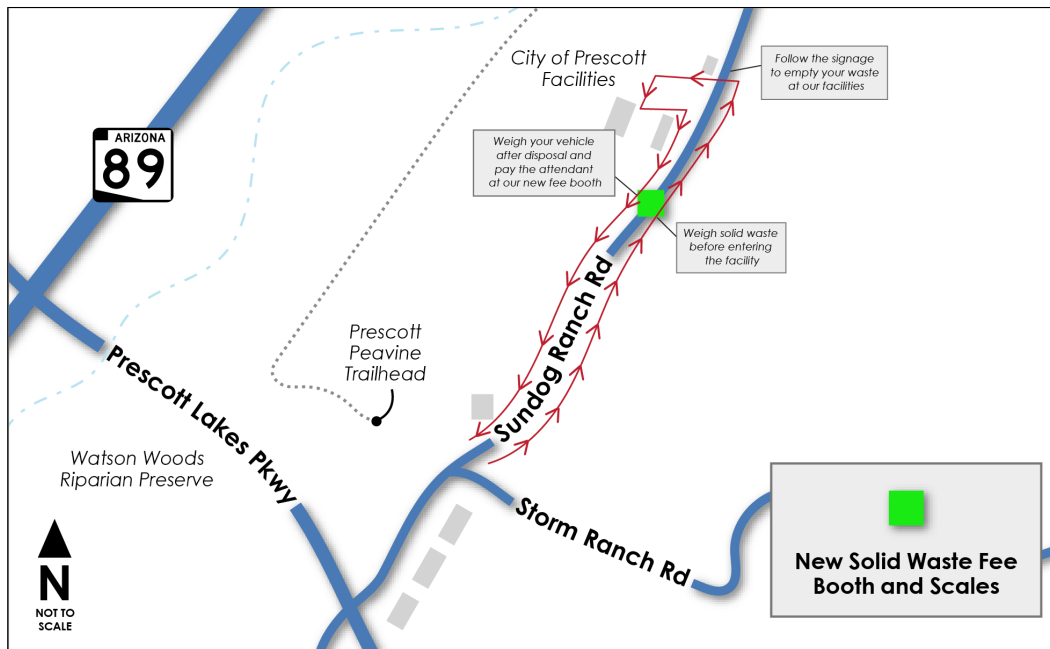 City of Prescott
Facilities
Follow the signage
to empty your waste
at our facilities
ARIZONA
89
Weigh your vehicle
after disposal and
pay the attendant
at our new fee booth
Weigh solid waste
before entering
the facility
Sundog Ranch Rd
Prescott
Peavine
Trailhead
Prescott Lakes Pkwy
Watson Woods
Riparian Preserve
Storm Ranch Rd
N
NOT TO
SCALE
New Solid Waste Fee
Booth and Scales